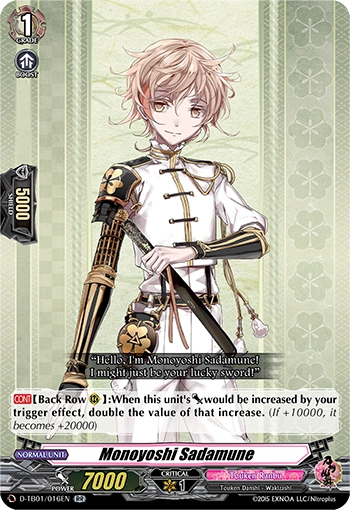 1
GRADE
BOOST
5000
SHIELD
"Hello, I'm Monoyoshi Sadamune!
I might just be your lucky sword!"
CONT【Back Row】:When this unit's would be increased by your
trigger effect, double the value of that increase. (If +10000, it
becomes +20000)
NORMAL UNIT
Monoyoshi Sadamune
D-TB01/016EN RR
POWER 7000
CRITICAL
1
Touken Ranbu
Touken Danshi - Wakizashi
©2015 EXNOA LLC/Nitroplus